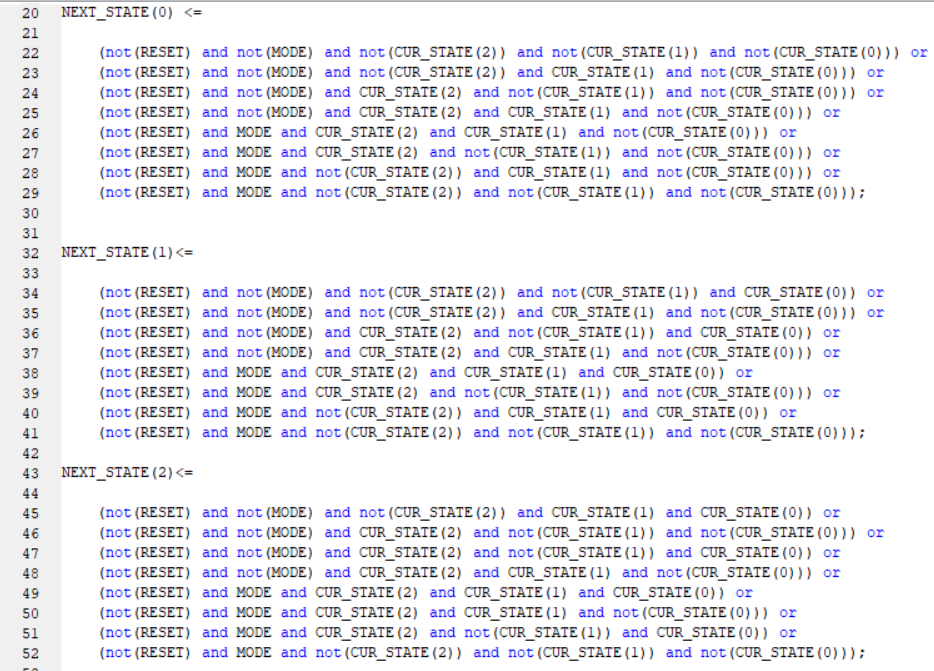 20 NEXT_STATE(0) <=
21
22 (not(RESET) and not(MODE) and not(CUR_STATE(2)) and not(CUR_STATE(1)) and not(CUR_STATE(0))) or
23 (not(RESET) and not(MODE) and not(CUR_STATE(2)) and CUR_STATE(1) and not(CUR_STATE(0))) or
24 (not(RESET) and not(MODE) and CUR_STATE(2) and not(CUR_STATE(1)) and not(CUR_STATE(0))) or
25 (not(RESET) and not(MODE) and CUR_STATE(2) and CUR_STATE(1) and not(CUR_STATE(0))) or
26 (not(RESET) and MODE and CUR_STATE(2) and CUR_STATE(1) and not(CUR_STATE(0))) or
27 (not(RESET) and MODE and CUR_STATE(2) and not(CUR_STATE(1)) and not(CUR_STATE(0))) or
28 (not(RESET) and MODE and not(CUR_STATE(2)) and CUR_STATE(1) and not(CUR_STATE(0))) or
29 (not(RESET) and MODE and not(CUR_STATE(2)) and not(CUR_STATE(1)) and not(CUR_STATE(0)));
30
31
32 NEXT_STATE(1)<=
33
34 (not(RESET) and not(MODE) and not(CUR_STATE(2)) and not(CUR_STATE(1)) and CUR_STATE(0)) or
35 (not(RESET) and not(MODE) and not(CUR_STATE(2)) and CUR_STATE(1) and not(CUR_STATE(0))) or
36 (not(RESET) and not(MODE) and CUR_STATE(2) and not(CUR_STATE(1)) and CUR_STATE(0)) or
37 (not(RESET) and not(MODE) and CUR_STATE(2) and CUR_STATE(1) and not(CUR_STATE(0))) or
38 (not(RESET) and MODE and CUR_STATE(2) and CUR_STATE(1) and CUR_STATE(0)) or
39 (not(RESET) and MODE and CUR_STATE(2) and not(CUR_STATE(1)) and not(CUR_STATE(0))) or
40 (not(RESET) and MODE and not(CUR_STATE(2)) and CUR_STATE(1) and CUR_STATE(0)) or
41 (not(RESET) and MODE and not(CUR_STATE(2)) and not(CUR_STATE(1)) and not(CUR_STATE(0)));
42
43 NEXT_STATE(2)<=
44
45 (not(RESET) and not(MODE) and not(CUR_STATE(2)) and CUR_STATE(1) and CUR_STATE(0)) or
46 (not(RESET) and not(MODE) and CUR_STATE(2) and not(CUR_STATE(1)) and not(CUR_STATE(0))) or
47 (not(RESET) and not(MODE) and CUR_STATE(2) and not(CUR_STATE(1)) and CUR_STATE(0)) or
48 (not(RESET) and not(MODE) and CUR_STATE(2) and CUR_STATE(1) and not(CUR_STATE(0))) or
49 (not(RESET) and MODE and CUR_STATE(2) and CUR_STATE(1) and CUR_STATE(0)) or
50 (not(RESET) and MODE and CUR_STATE(2) and CUR_STATE(1) and not(CUR_STATE(0))) or
51 (not(RESET) and MODE and CUR_STATE(2) and not(CUR_STATE(1)) and CUR_STATE(0)) or
52 (not(RESET) and MODE and not(CUR_STATE(2)) and not(CUR_STATE(1)) and not(CUR_STATE(0)));